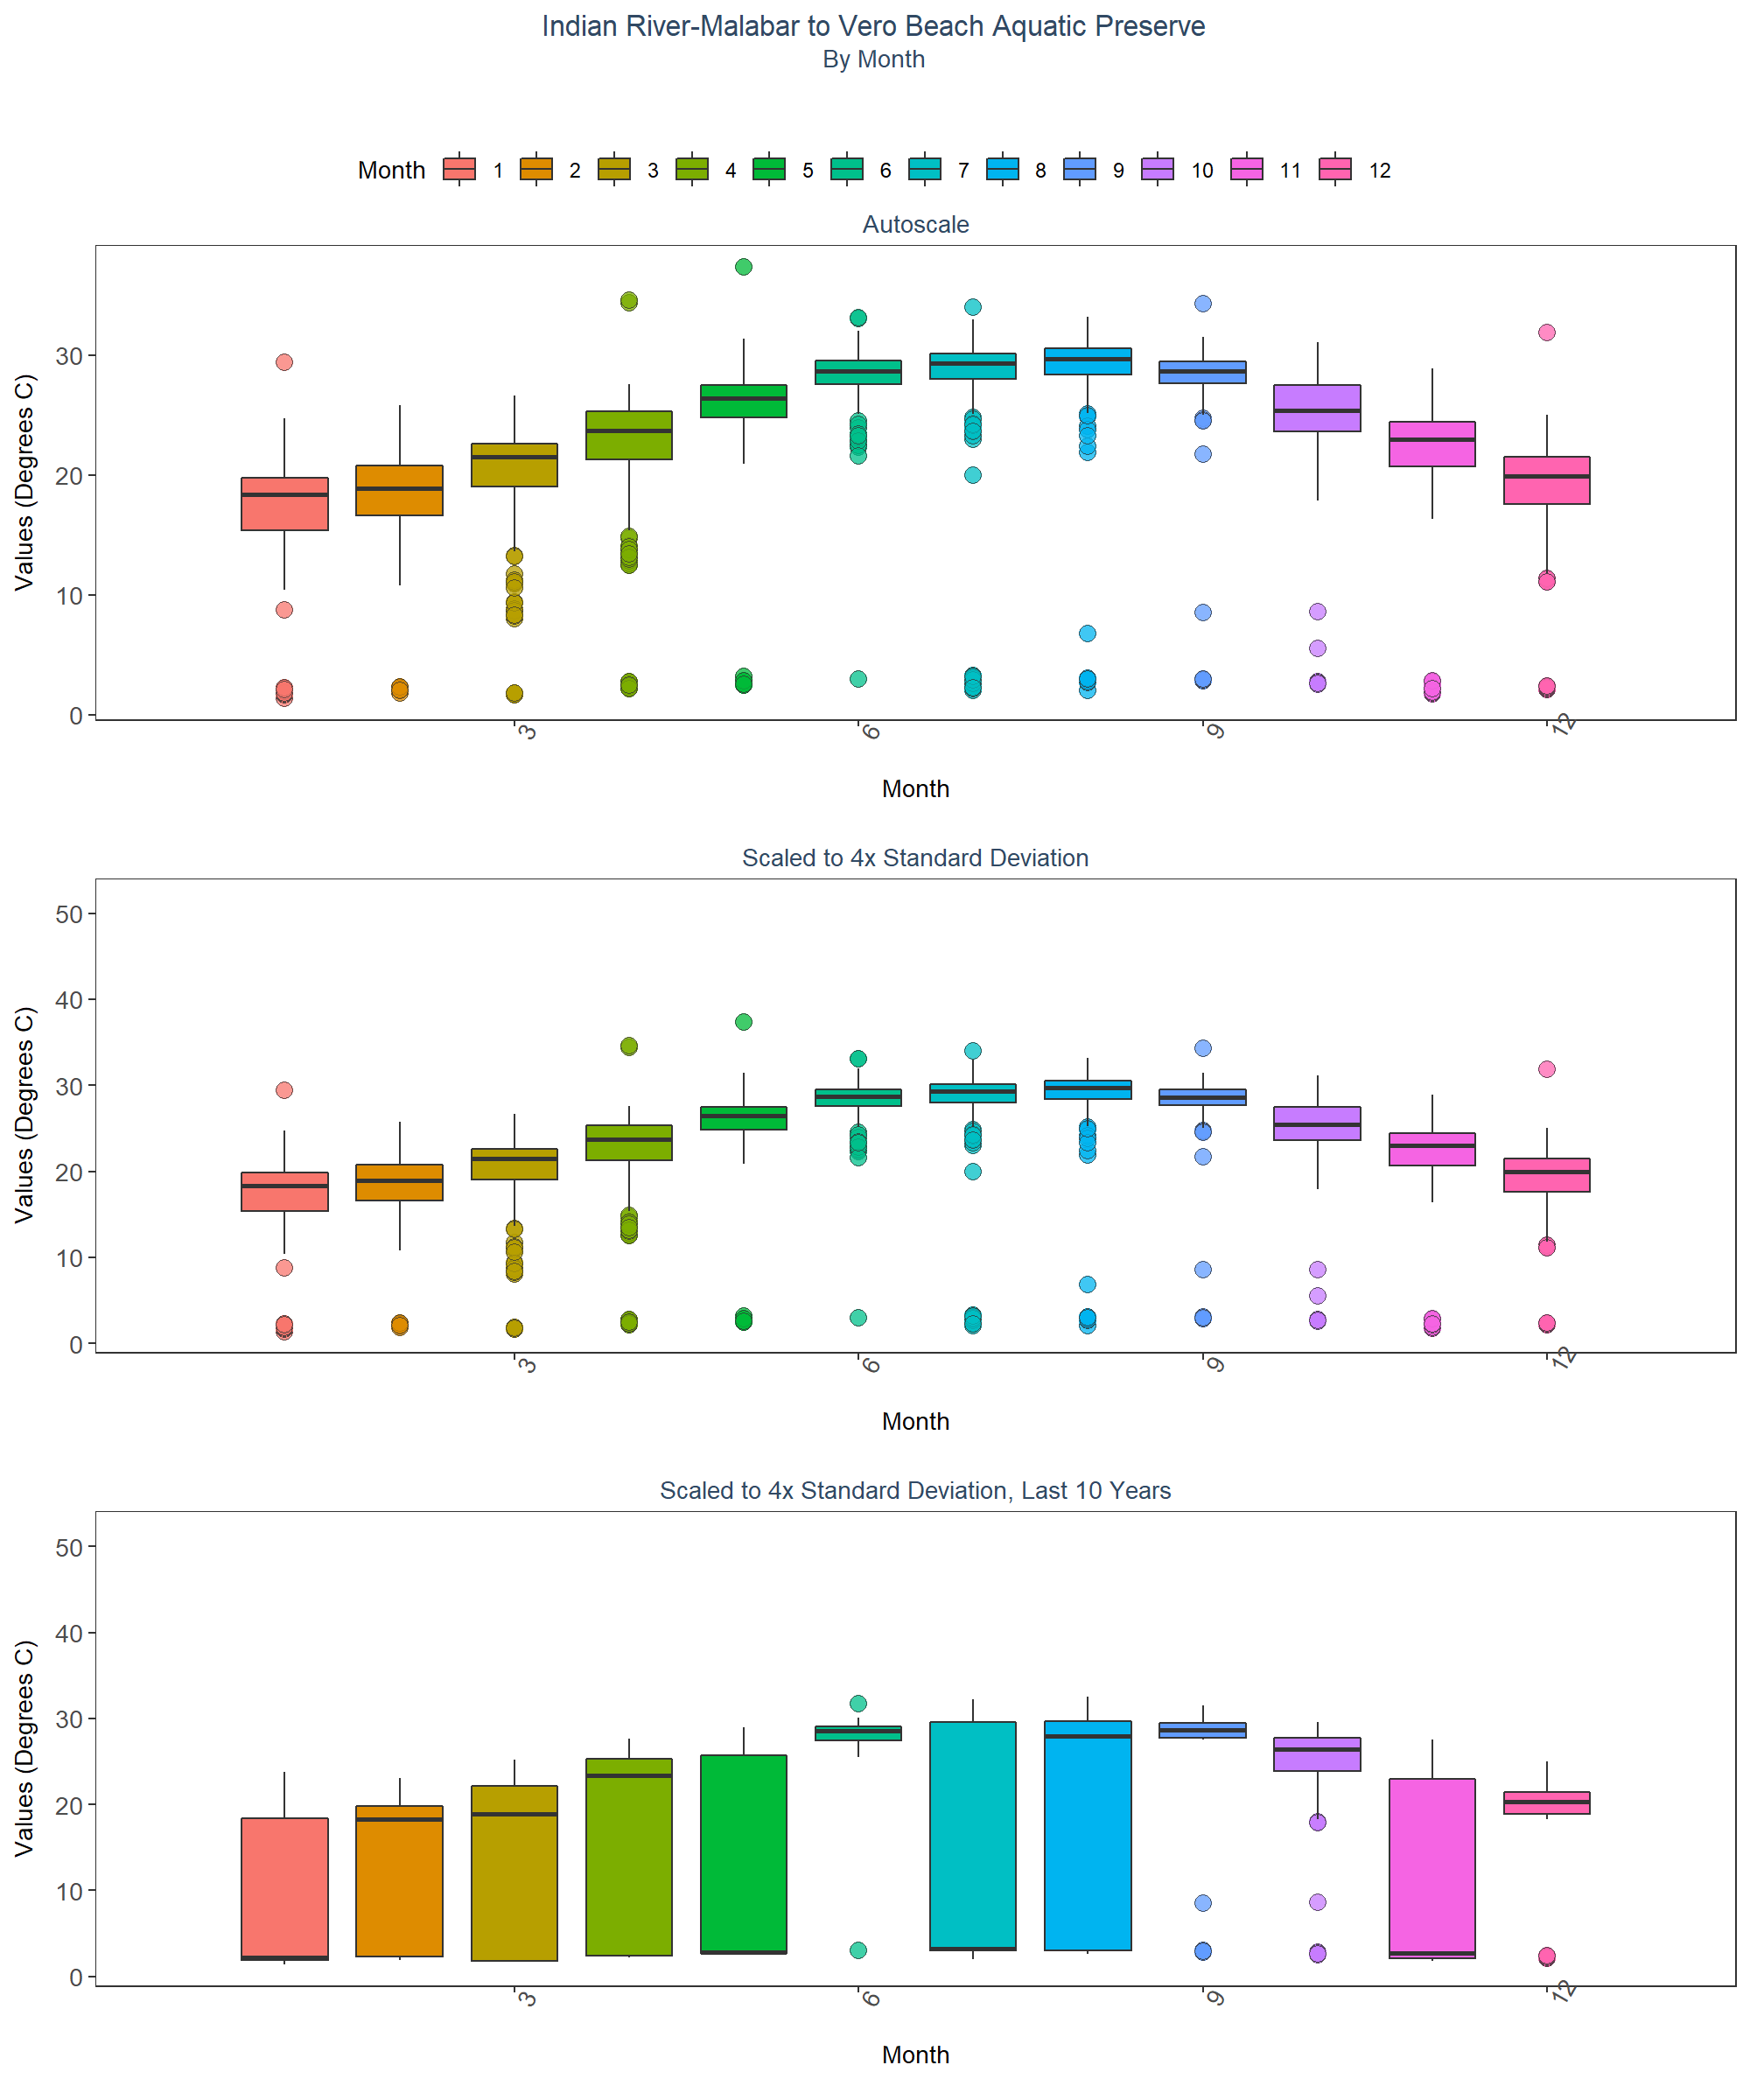 Indian River-Malabar to Vero Beach Aquatic Preserve
By Month
Month 1 2 3 4 5 6 7 8 9 10 11 12
Autoscale
Values (Degrees C)
30
20
10
0
3 6 9 12
Month
Scaled to 4x Standard Deviation
Values (Degrees C)
50
40
30
20
10
0
3 6 9 12
Month
Scaled to 4x Standard Deviation, Last 10 Years
Values (Degrees C)
50
40
30
20
10
0
3 6 9 12
Month